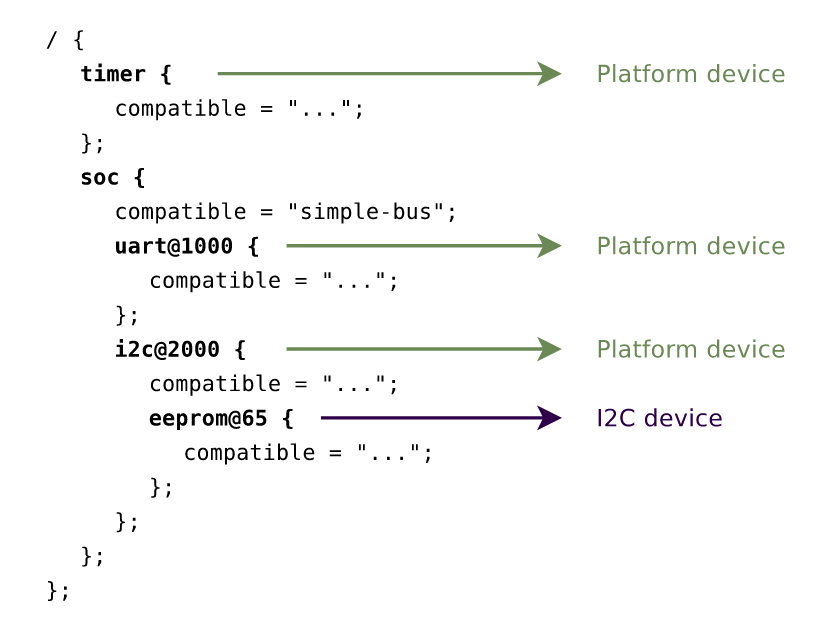 / {
timer { Platform device
compatible = "...";
};
soc {
compatible = "simple-bus";
uart@1000 { Platform device
compatible = "...";
};
i2c@2000 { Platform device
compatible = "...";
eeprom@65 { I2C device
compatible = "...";
};
};
};
};